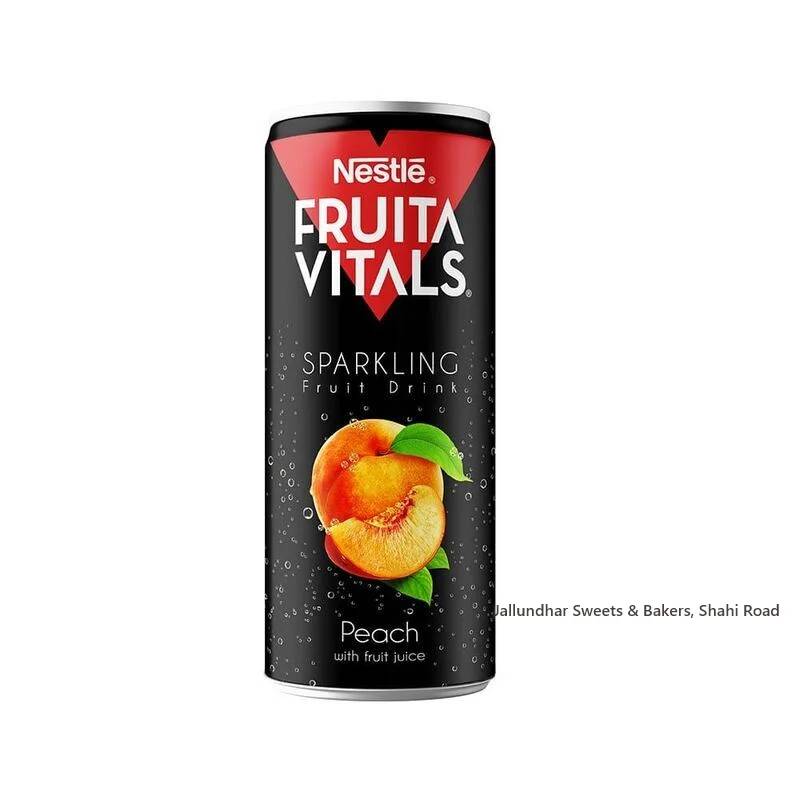 Nestlé®
FRUITA
VITALS®
SPARKLING
Fruit Drink
Jallundhar Sweets & Bakers, Shahi Road
Peach
with fruit juice